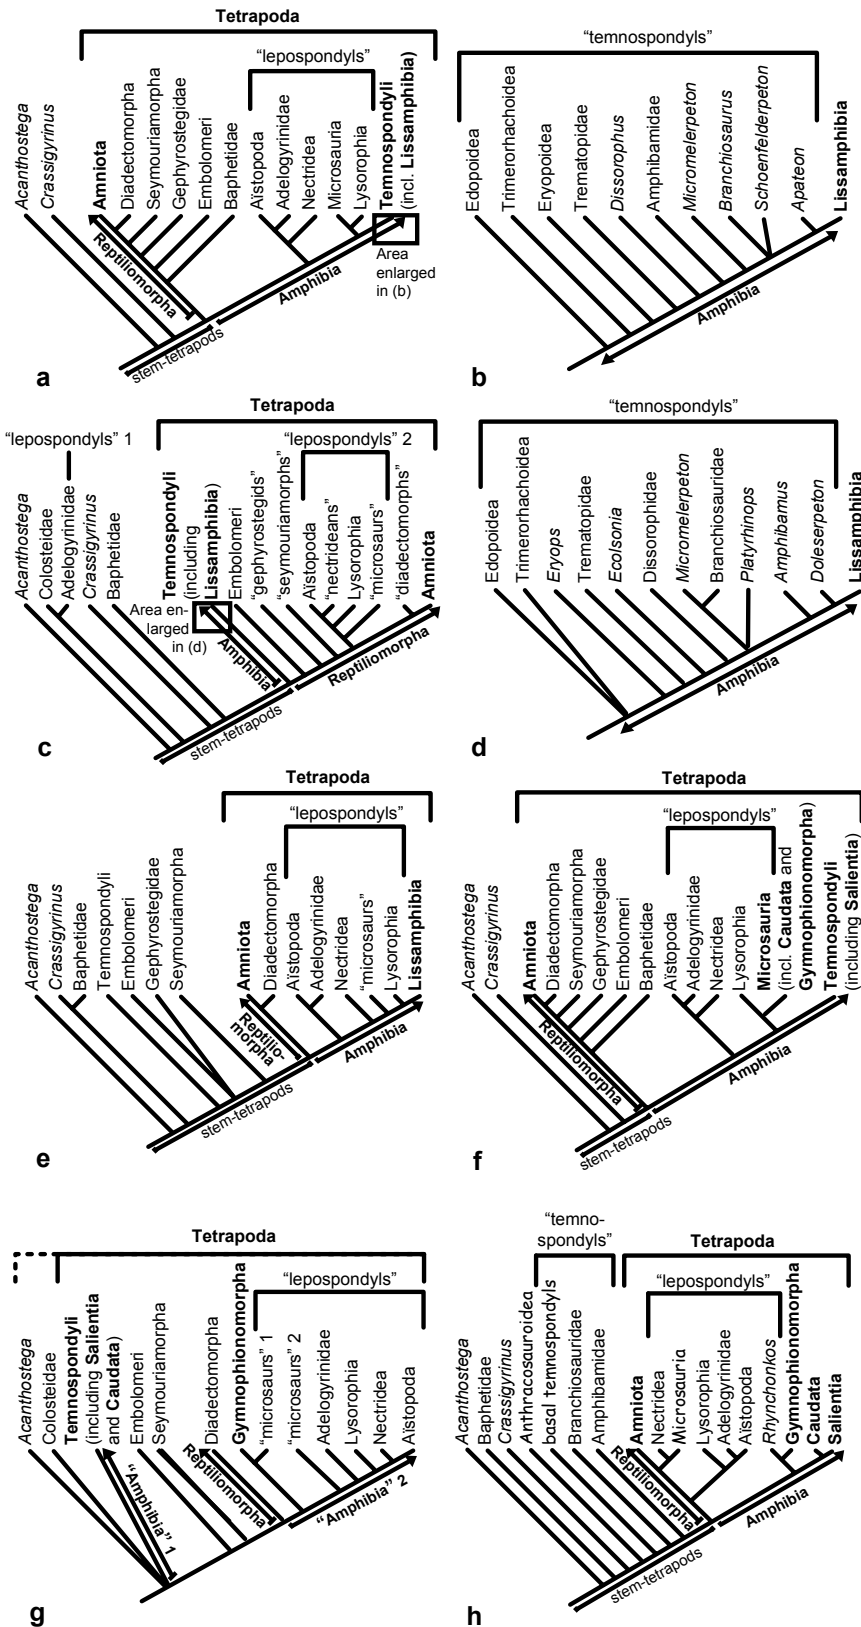 Tetrapoda
“lepospondyls”
Acanthostega
Crassigyrinus
Amniota
Diadectomorpha
Seymouriamorpha
Gephyrostegidae
Embolomeri
Baphetidae
Aïstopoda
Adelogyrinidae
Nectridea
Microsauria
Lysorophia
Temnospondyli
(incl. Lissamphibia)
Reptiliomorpha
Amphibia
Area
enlarged
in (b)
stem-tetrapods
a
“temnospondyls”
Edopoidea
Trimerorhachoidea
Eryopoidea
Trematopidae
Dissorophus
Amphibamidae
Micromelerpeton
Branchiosaurus
Schoenfelderpeton
Apateon
Lissamphibia
Amphibia
b
Tetrapoda
“lepospondyls” 1
“lepospondyls” 2
Acanthostega
Colosteidae
Adelogyrinidae
Crassigyrinus
Baphetidae
Temnospondyli
(including
Lissamphibia)
Embolomeri
“gephyrostegids”
“seymouriamorphs”
Aïstopoda
“nectrideans”
Lysorophia
“microsaurs”
“diadectomorphs”
Amniota
Area en-
larged
in (d)
Amphibia
Reptiliomorpha
stem-tetrapods
c
“temnospondyls”
Edopoidea
Trimerorhachoidea
Eryops
Trematopidae
Ecolsonia
Dissorophidae
Micromelerpeton
Branchiosauridae
Platyrhinops
Amphibamus
Doleserpeton
Lissamphibia
Amphibia
d
Tetrapoda
“lepospondyls”
Acanthostega
Crassigyrinus
Baphetidae
Temnospondyli
Embolomeri
Gephyrostegidae
Seymouriamorpha
Amniota
Diadectomorpha
Aïstopoda
Adelogyrinidae
Nectridea
“microsaurs”
Lysorophia
Lissamphibia
Reptilio-
morpha
Amphibia
stem-tetrapods
e
Tetrapoda
“lepospondyls”
Acanthostega
Crassigyrinus
Amniota
Diadectomorpha
Seymouriamorpha
Gephyrostegidae
Embolomeri
Baphetidae
Aïstopoda
Adelogyrinidae
Nectridea
Lysorophia
Microsauria
(incl. Caudata and
Gymnophionomorpha)
Temnospondyli
(including Salientia)
Reptiliomorpha
Amphibia
stem-tetrapods
f
Tetrapoda
“lepospondyls”
Acanthostega
Colosteidae
Temnospondyli
(including Salientia
and Caudata)
Embolomeri
Seymouriamorpha
Diadectomorpha
Gymnophionomorpha
“microsaurs” 1
“microsaurs” 2
Adelogyrinidae
Lysorophia
Nectridea
Aïstopoda
“Amphibia” 1
Reptiliomorpha
“Amphibia” 2
g
“temno-
spondyls”
Tetrapoda
“lepospondyls”
Acanthostega
Baphetidae
Crassigyrinus
Anthracosauroidea
basal temnospondyls
Branchiosauridae
Amphibamidae
Amniota
Nectridea
Microsauria
Lysorophia
Adelogyrinidae
Aïstopoda
Rhynchonkos
Gymnophionomorpha
Caudata
Salientia
Reptiliomorpha
Amphibia
stem-tetrapods
h